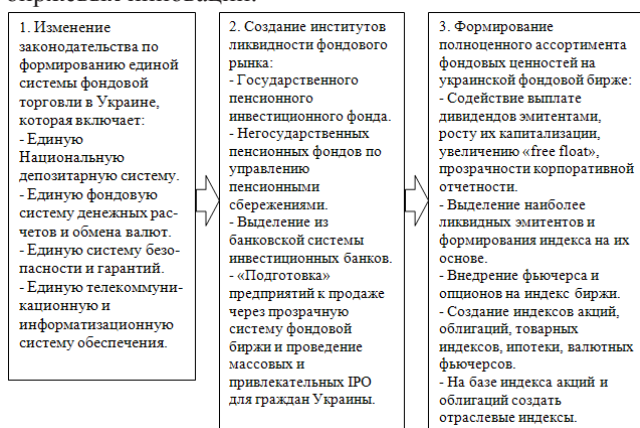 биржевых инноваций.
1. Изменение
законодательства по
формированию единой
системы фондовой
торговли в Украине,
которая включает:
- Единую
Национальную
депозитарную систему.
- Единую фондовую
систему денежных рас-
четов и обмена валют.
- Единую систему безо-
пасности и гарантий.
- Единую телекоммуни-
кационную и
информатизационную
систему обеспечения.
2. Создание институтов
ликвидности фондового
рынка:
- Государственного
пенсионного
инвестиционного фонда.
- Негосударственных
пенсионных фондов по
управлению
пенсионными
сбережениями.
- Выделение из
банковской системы
инвестиционных банков.
- «Подготовка»
предприятий к продаже
через прозрачную
систему фондовой
биржи и проведение
массовых и
привлекательных IPO
для граждан Украины.
3. Формирование
полноценного ассортимента
фондовых ценностей на
украинской фондовой бирже:
- Содействие выплате
дивидендов эмитентами,
росту их капитализации,
увеличению «free float»,
прозрачности корпоративной
отчетности.
- Выделение наиболее
ликвидных эмитентов и
формирования индекса на их
основе.
- Внедрение фьючерса и
опционов на индекс биржи.
- Создание индексов акций,
облигаций, товарных
индексов, ипотеки, валютных
фьючерсов.
- На базе индекса акций и
облигаций создать
отраслевые индексы.